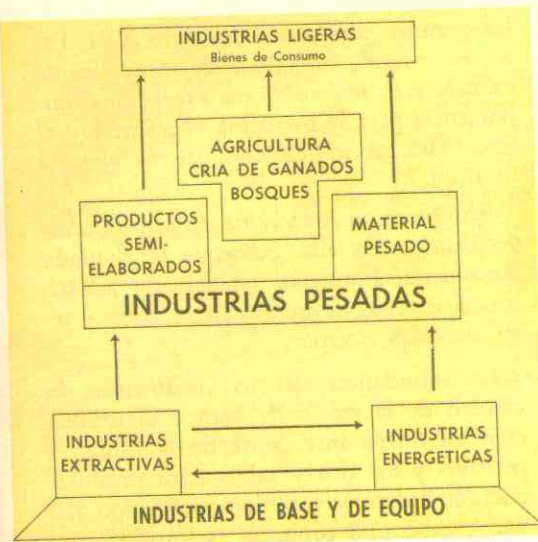 INDUSTRIAS LIGERAS
Bienes de Consumo
AGRICULTURA
CRIA DE GANADOS
BOSQUES
PRODUCTOS
SEMI-
ELABORADOS
MATERIAL
PESADO
INDUSTRIAS PESADAS
INDUSTRIAS
EXTRACTIVAS
INDUSTRIAS
ENERGETICAS
INDUSTRIAS DE BASE Y DE EQUIPO